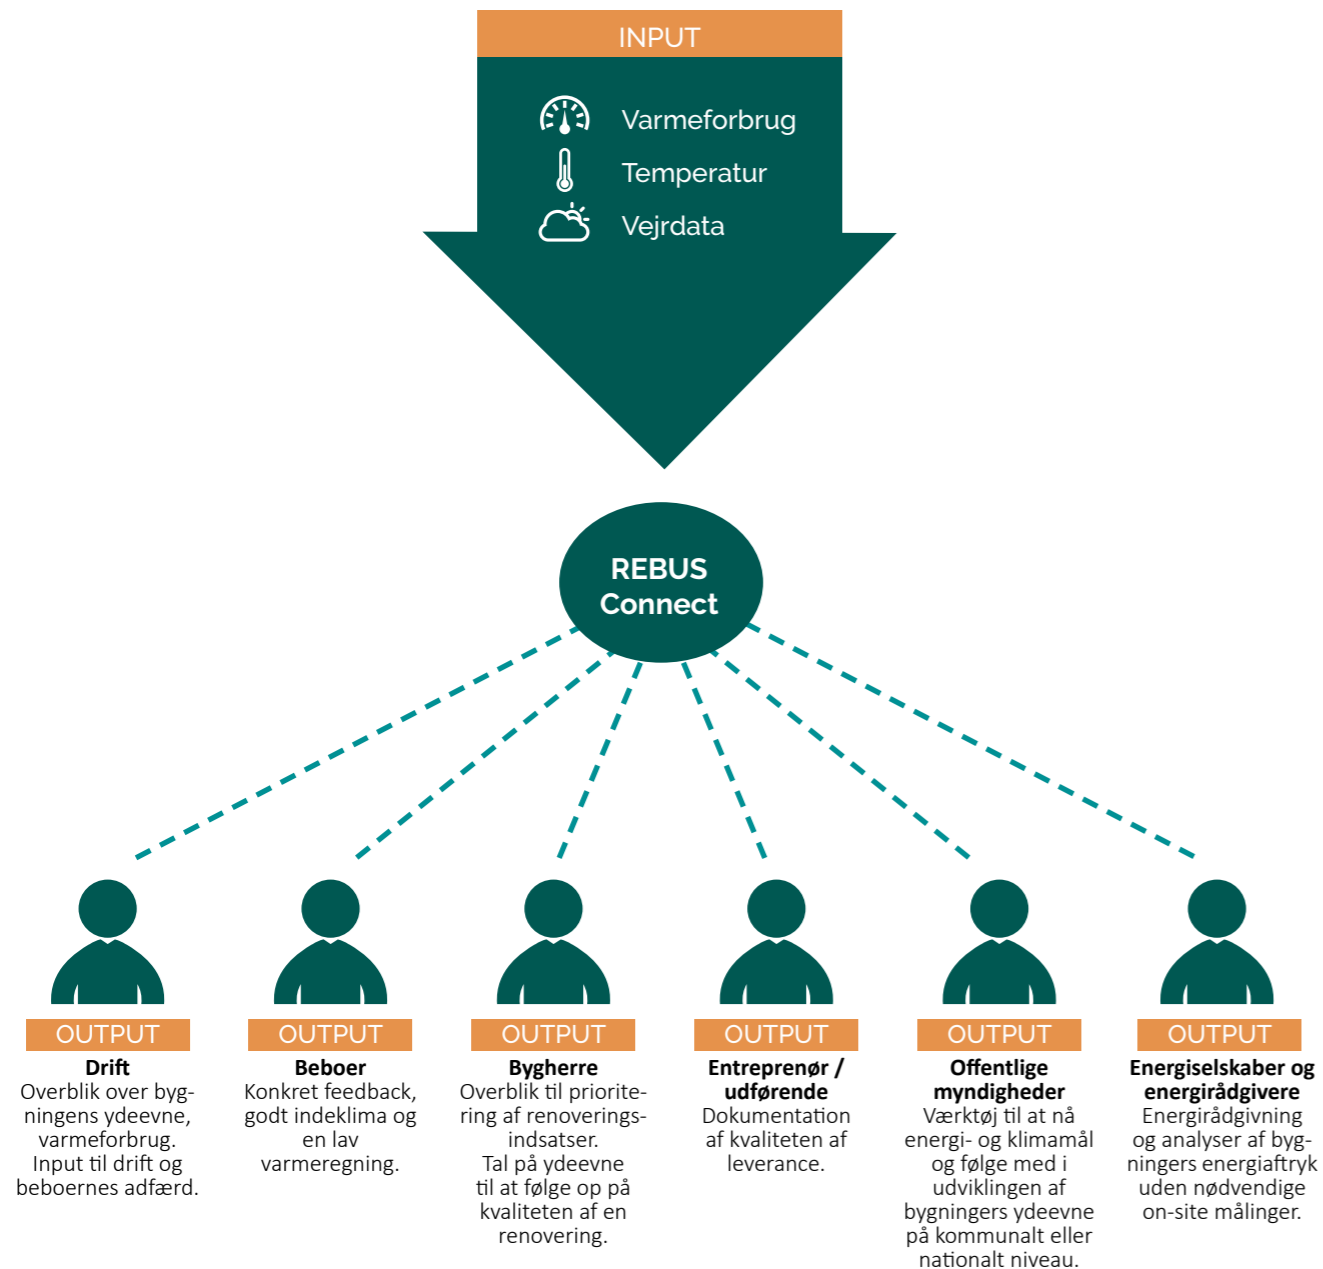 INPUT
Varmeforbrug
Temperatur
Vejrdata
REBUS
Connect
OUTPUT
Drift
Overblik over byg-
ningens ydeevne,
varmeforbrug.
Input til drift og
beboernes adfærd.
OUTPUT
Beboer
Konkret feedback,
godt indeklima og
en lav
varmeregning.
OUTPUT
Bygherre
Overblik til priorite-
ring af renoverings-
indsatser.
Tal på ydeevne
til at følge op på
kvaliteten af en
renovering.
OUTPUT
Entreprenør /
udførende
Dokumentation
af kvaliteten af
leverance.
OUTPUT
Offentlige
myndigheder
Værktøj til at nå
energi- og klimamål
og følge med i
udviklingen af
bygningers ydeevne
på kommunalt eller
nationalt niveau.
OUTPUT
Energiselskaber og
energirådgivere
Energirådgivning
og analyser af byg-
ningers energiaftryk
uden nødvendige
on-site målinger.